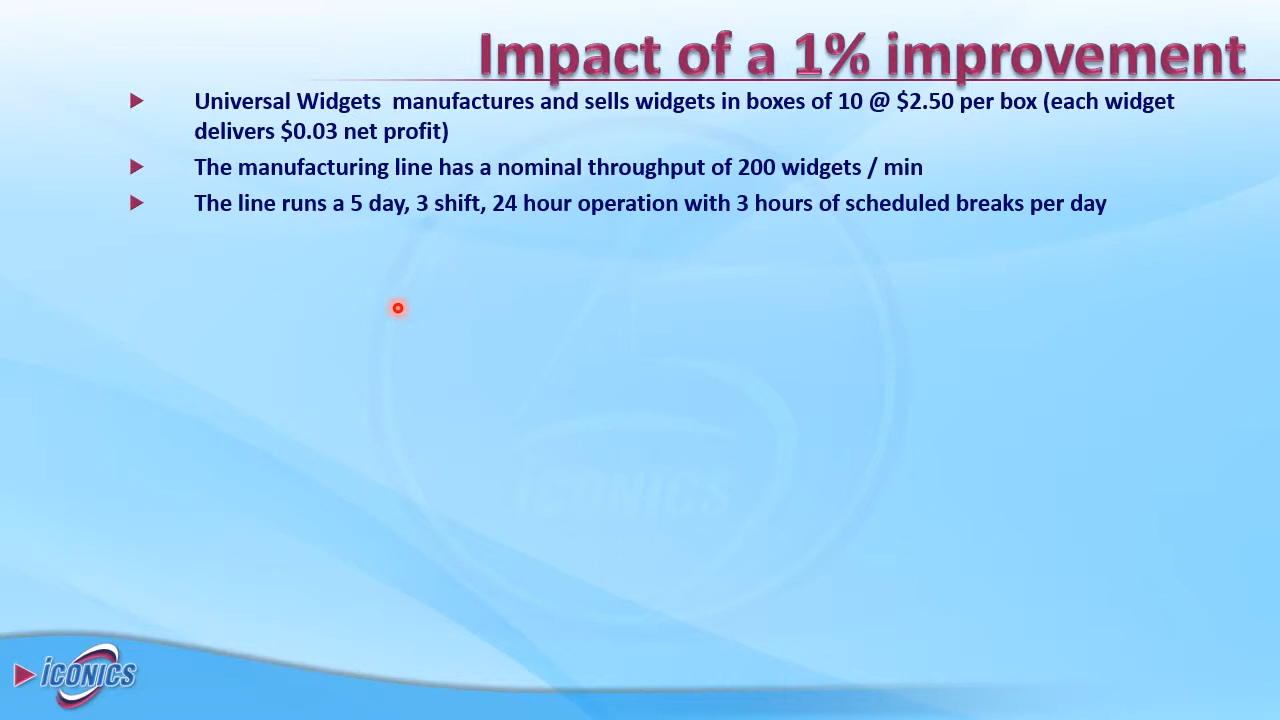 Impact of a 1% improvement
Universal Widgets manufactures and sells widgets in boxes of 10 @ $2.50 per box (each widget
delivers $0.03 net profit)
The manufacturing line has a nominal throughput of 200 widgets / min
The line runs a 5 day, 3 shift, 24 hour operation with 3 hours of scheduled breaks per day
ICONICS
ICONICS